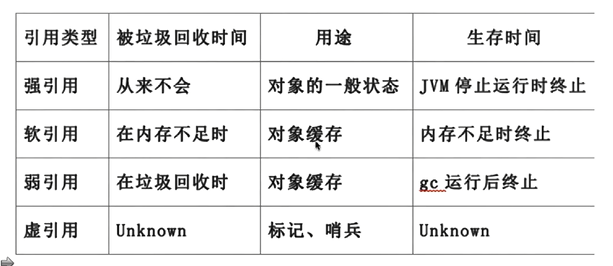 引用类型 被垃圾回收时间 用途 生存时间
强引用 从来不会 对象的一般状态 JVM 停止运行时终止
软引用 在内存不足时 对象缓存 内存不足时终止
弱引用 在垃圾回收时 对象缓存 gc 运行后终止
虚引用 Unknown 标记、哨兵 Unknown